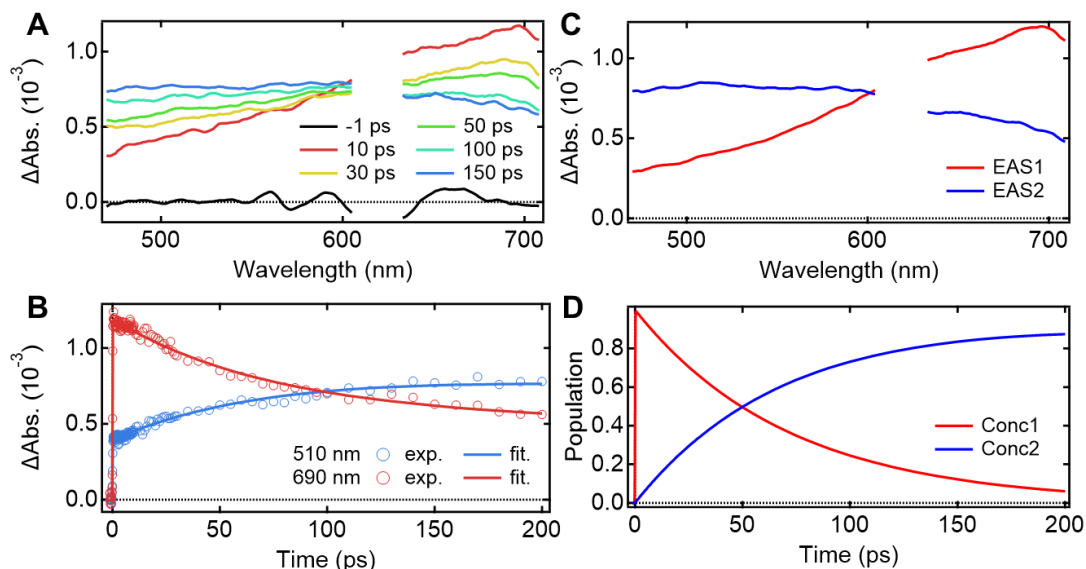 A
ΔAbs. (10⁻³)
1.0
0.5
0.0
-1 ps
50 ps
10 ps
100 ps
30 ps
150 ps
500
600
700
Wavelength (nm)
C
ΔAbs. (10⁻³)
1.0
0.5
0.0
EAS1
EAS2
500
600
700
Wavelength (nm)
B
ΔAbs. (10⁻³)
1.0
0.5
0.0
510 nm exp. fit.
690 nm exp. fit.
0
50
100
150
200
Time (ps)
D
Population
0.8
0.6
0.4
0.2
0.0
Conc1
Conc2
0
50
100
150
200
Time (ps)